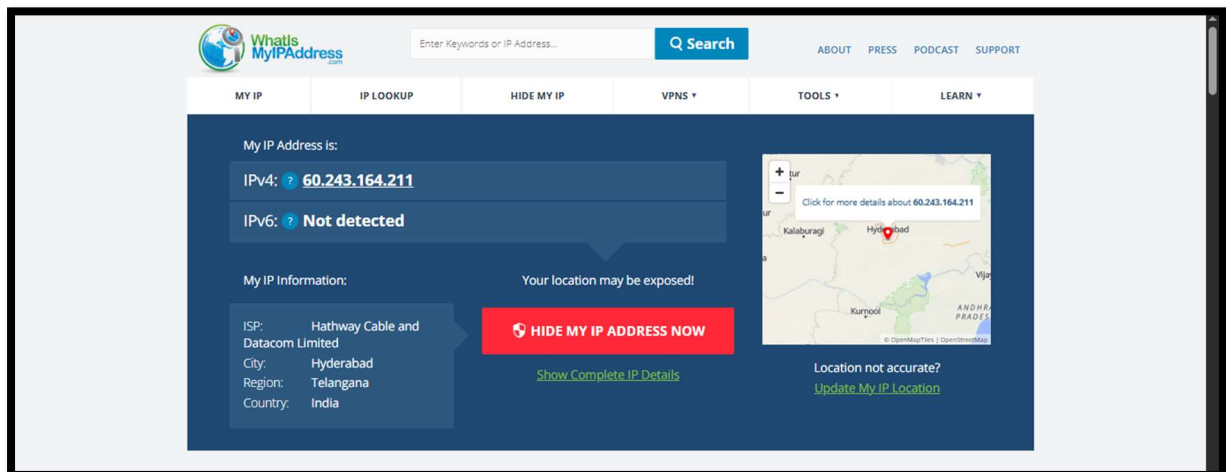 WhatIs
MyIPAddress
.com
Enter Keywords or IP Address...
Search
ABOUT PRESS PODCAST SUPPORT
MY IP IP LOOKUP HIDE MY IP VPNS TOOLS LEARN
My IP Address is:
IPv4: ? 60.243.164.211
IPv6: ? Not detected
My IP Information:
ISP: Hathway Cable and
Datacom Limited
City: Hyderabad
Region: Telangana
Country: India
Your location may be exposed!
HIDE MY IP ADDRESS NOW
Show Complete IP Details
+
−
tur
Click for more details about 60.243.164.211
ur
Kalaburagi
Hyderabad
a
Vijay
Kurnool
ANDHRA
PRADES
© OpenMapTiles | OpenStreetMap
Location not accurate?
Update My IP Location